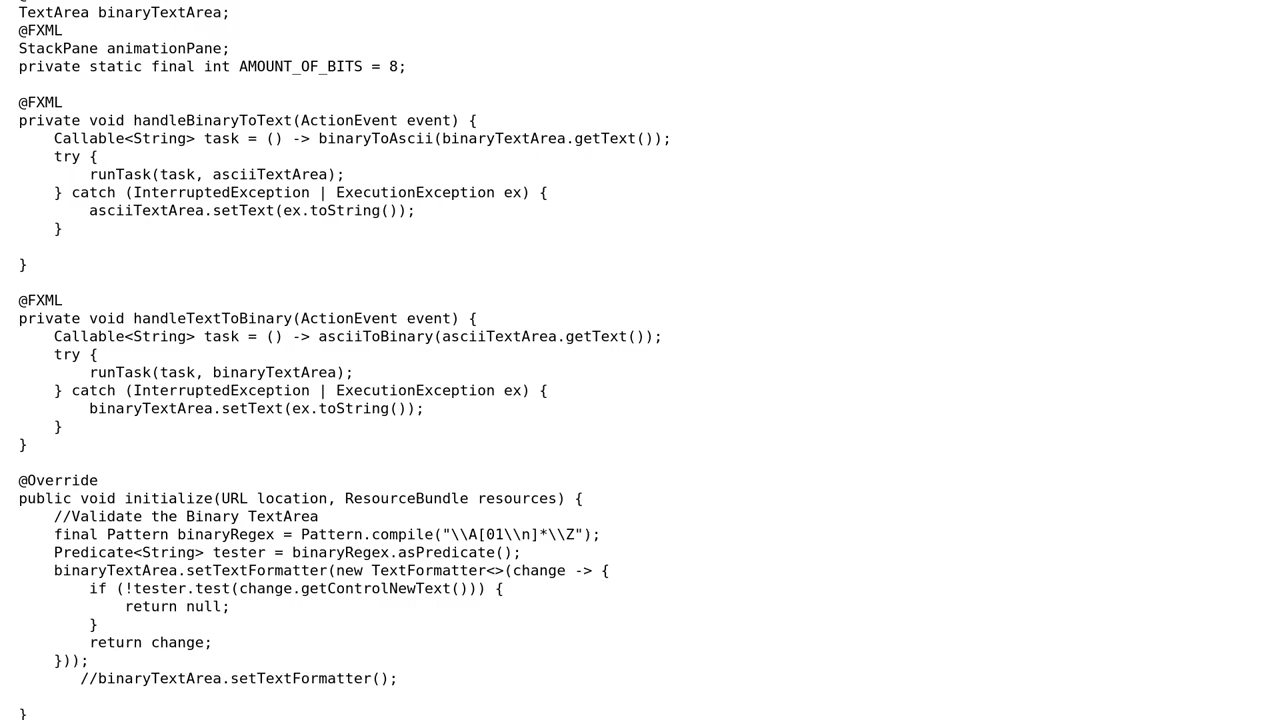 TextArea binaryTextArea;
@FXML
StackPane animationPane;
private static final int AMOUNT_OF_BITS = 8;
@FXML
private void handleBinaryToText(ActionEvent event) {
    Callable<String> task = () -> binaryToAscii(binaryTextArea.getText());
    try {
        runTask(task, asciiTextArea);
    } catch (InterruptedException | ExecutionException ex) {
        asciiTextArea.setText(ex.toString());
    }
}
@FXML
private void handleTextToBinary(ActionEvent event) {
    Callable<String> task = () -> asciiToBinary(asciiTextArea.getText());
    try {
        runTask(task, binaryTextArea);
    } catch (InterruptedException | ExecutionException ex) {
        binaryTextArea.setText(ex.toString());
    }
}
@Override
public void initialize(URL location, ResourceBundle resources) {
    //Validate the Binary TextArea
    final Pattern binaryRegex = Pattern.compile("\\A[01\\n]*\\Z");
    Predicate<String> tester = binaryRegex.asPredicate();
    binaryTextArea.setTextFormatter(new TextFormatter<>(change -> {
        if (!tester.test(change.getControlNewText())) {
            return null;
        }
        return change;
    }));
       //binaryTextArea.setTextFormatter();
}